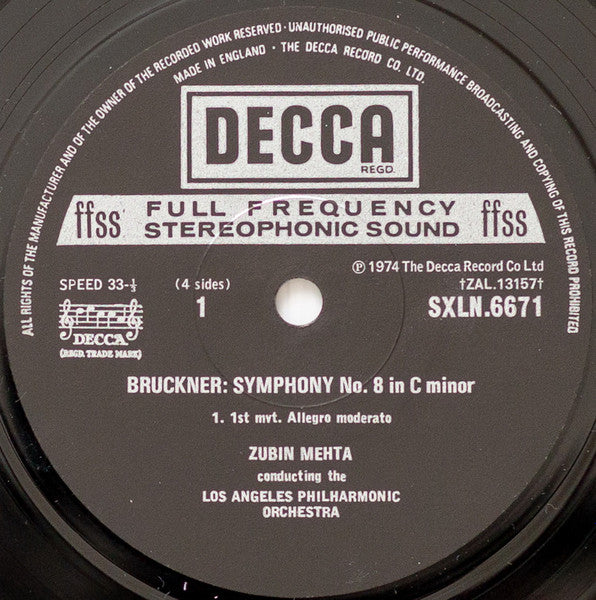 ALL RIGHTS OF THE MANUFACTURER AND OF THE OWNER OF THE RECORDED WORK RESERVED · UNAUTHORISED PUBLIC PERFORMANCE BROADCASTING AND COPYING OF THIS RECORD PROHIBITED
MADE IN ENGLAND · THE DECCA RECORD CO, LTD.
DECCA
REGD.
ffss FULL FREQUENCY ffss
STEREOPHONIC SOUND
Ⓟ 1974 The Decca Record Co Ltd
SPEED 33-⅓ (4 sides) †ZAL.13157†
1 SXLN.6671
DECCA
(REGD. TRADE MARK)
BRUCKNER: SYMPHONY No. 8 in C minor
1. 1st mvt. Allegro moderato
ZUBIN MEHTA
conducting the
LOS ANGELES PHILHARMONIC
ORCHESTRA